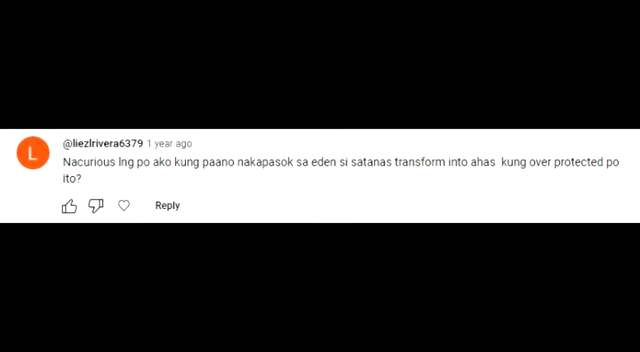 L
@liezlrivera6379 1 year ago
Nacurious lng po ako kung paano nakapasok sa eden si satanas transform into ahas kung over protected po
ito?
Reply